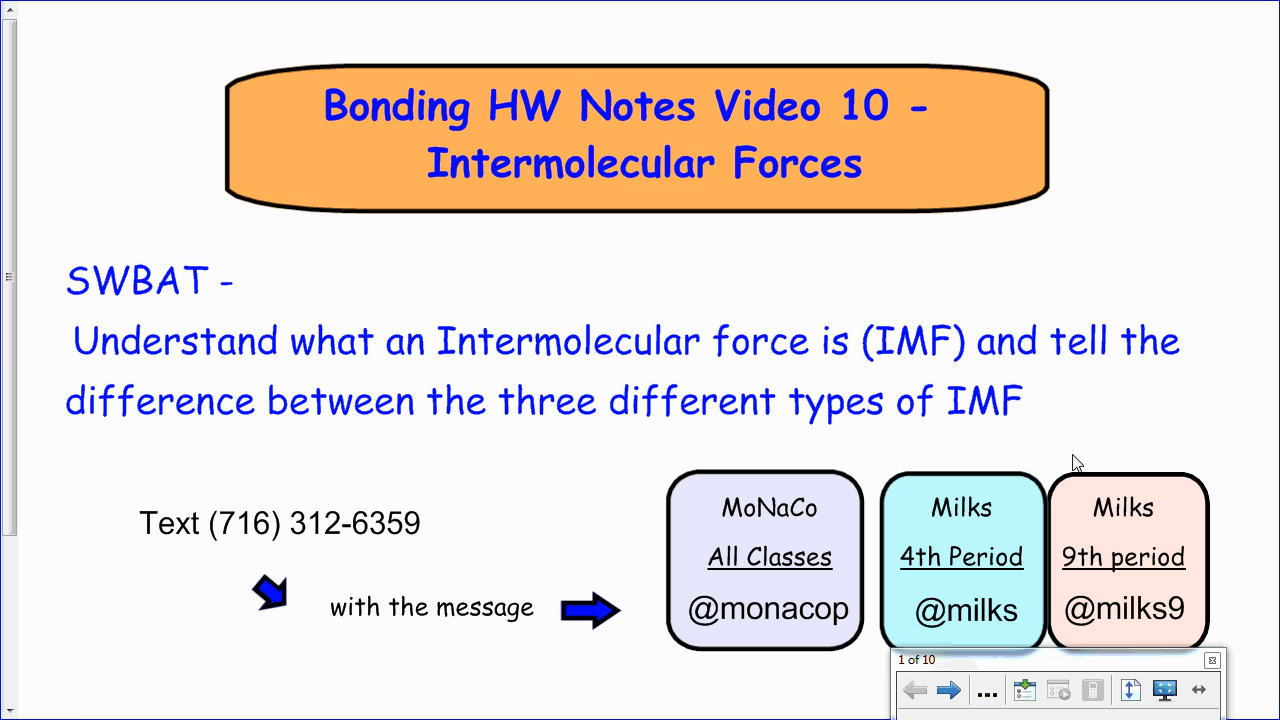 Bonding HW Notes Video 10 -
Intermolecular Forces
SWBAT -
Understand what an Intermolecular force is (IMF) and tell the
difference between the three different types of IMF
Text (716) 312-6359
with the message
MoNaCo
All Classes
@monacop
Milks
4th Period
@milks
Milks
9th period
@milks9
1 of 10
...